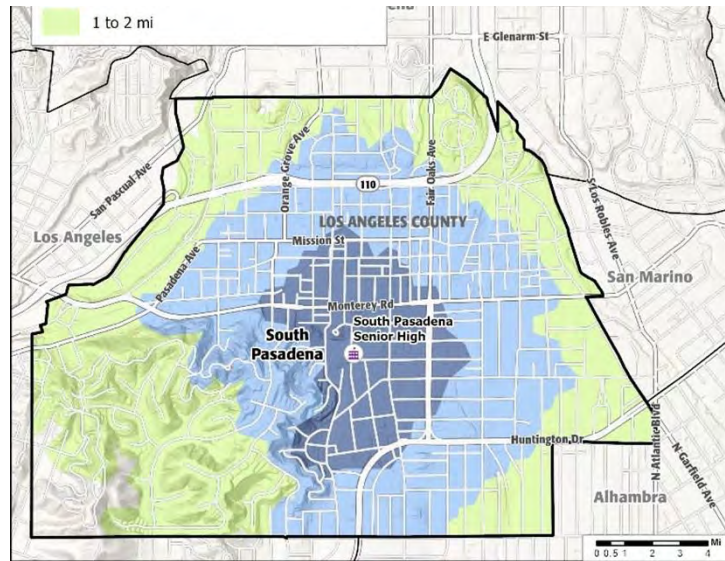 1 to 2 mi
E Glenarm St
San Pascual Ave
Orange Grove Ave
110
Fair Oaks Ave
S Los Robles Ave
LOS ANGELES COUNTY
Los Angeles
Mission St
Pasadena Ave
San Marino
Monterey Rd
South Pasadena
Senior High
South
Pasadena
Huntington Dr
N Atlantic Blvd
N Garfield Ave
Alhambra
Mi
0 0.5 1 2 3 4